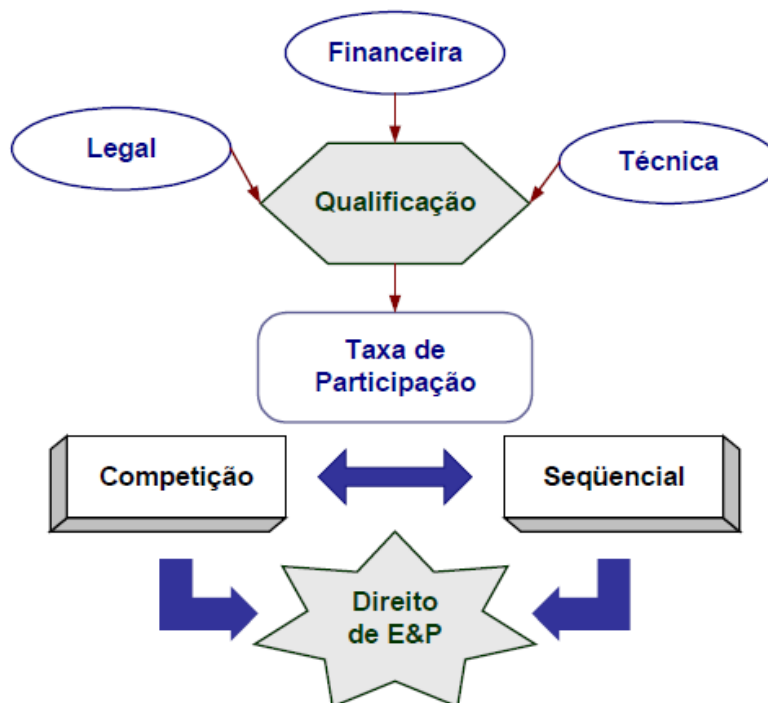 Financeira
Legal
Técnica
Qualificação
Taxa de
Participação
Competição
Seqüencial
Direito
de E&P